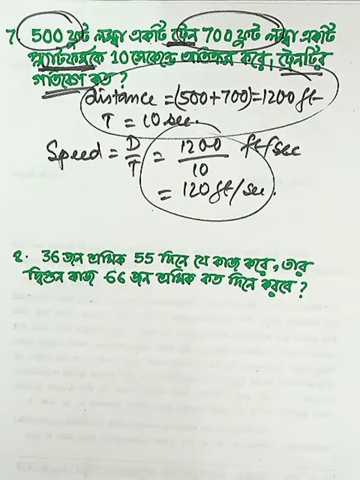 7. 500 ফুট লম্বা একটি ট্রেন 700 ফুট লম্বা একটি
প্ল্যাটফর্মকে 10 সেকেন্ডে অতিক্রম করে। ট্রেনটির
গতিবেগ কত?
distance = (500+700) = 1200 ft
T = 10 sec.
Speed = D/T = 1200/10 ft/sec
= 120 ft/sec.
৪. 36 জন শ্রমিক 55 দিনে যে কাজ করে, তার
দ্বিগুন কাজ 66 জন শ্রমিক কত দিনে করবে?